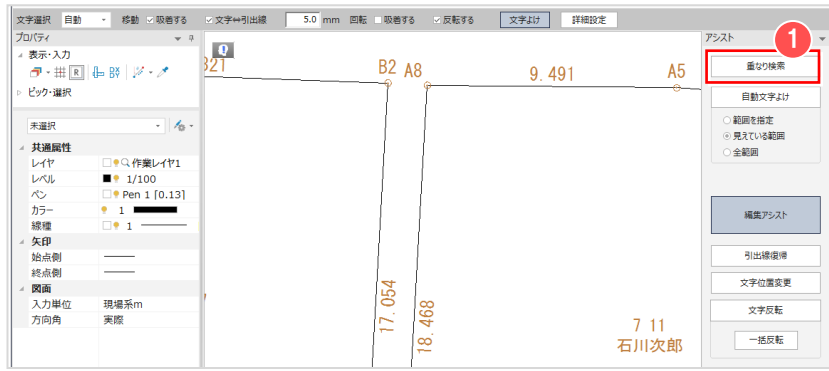 文字選択 自動 移動 吸着する 文字⇔引出線 5.0 mm 回転 吸着する 反転する 文字よけ 詳細設定
プロパティ
表示・入力
R
ピック・選択
未選択
共通属性
レイヤ 作業レイヤ1
レベル 1/100
ペン Pen 1 [0.13]
カラー 1
線種 1
矢印
始点側
終点側
図面
入力単位 現場系m
方向角 実際
321
B2 A8 9.491 A5
17.054
18.468
7 11
石川次郎
アシスト
1
重なり検索
自動文字よけ
範囲を指定
見えている範囲
全範囲
編集アシスト
引出線復帰
文字位置変更
文字反転
一括反転